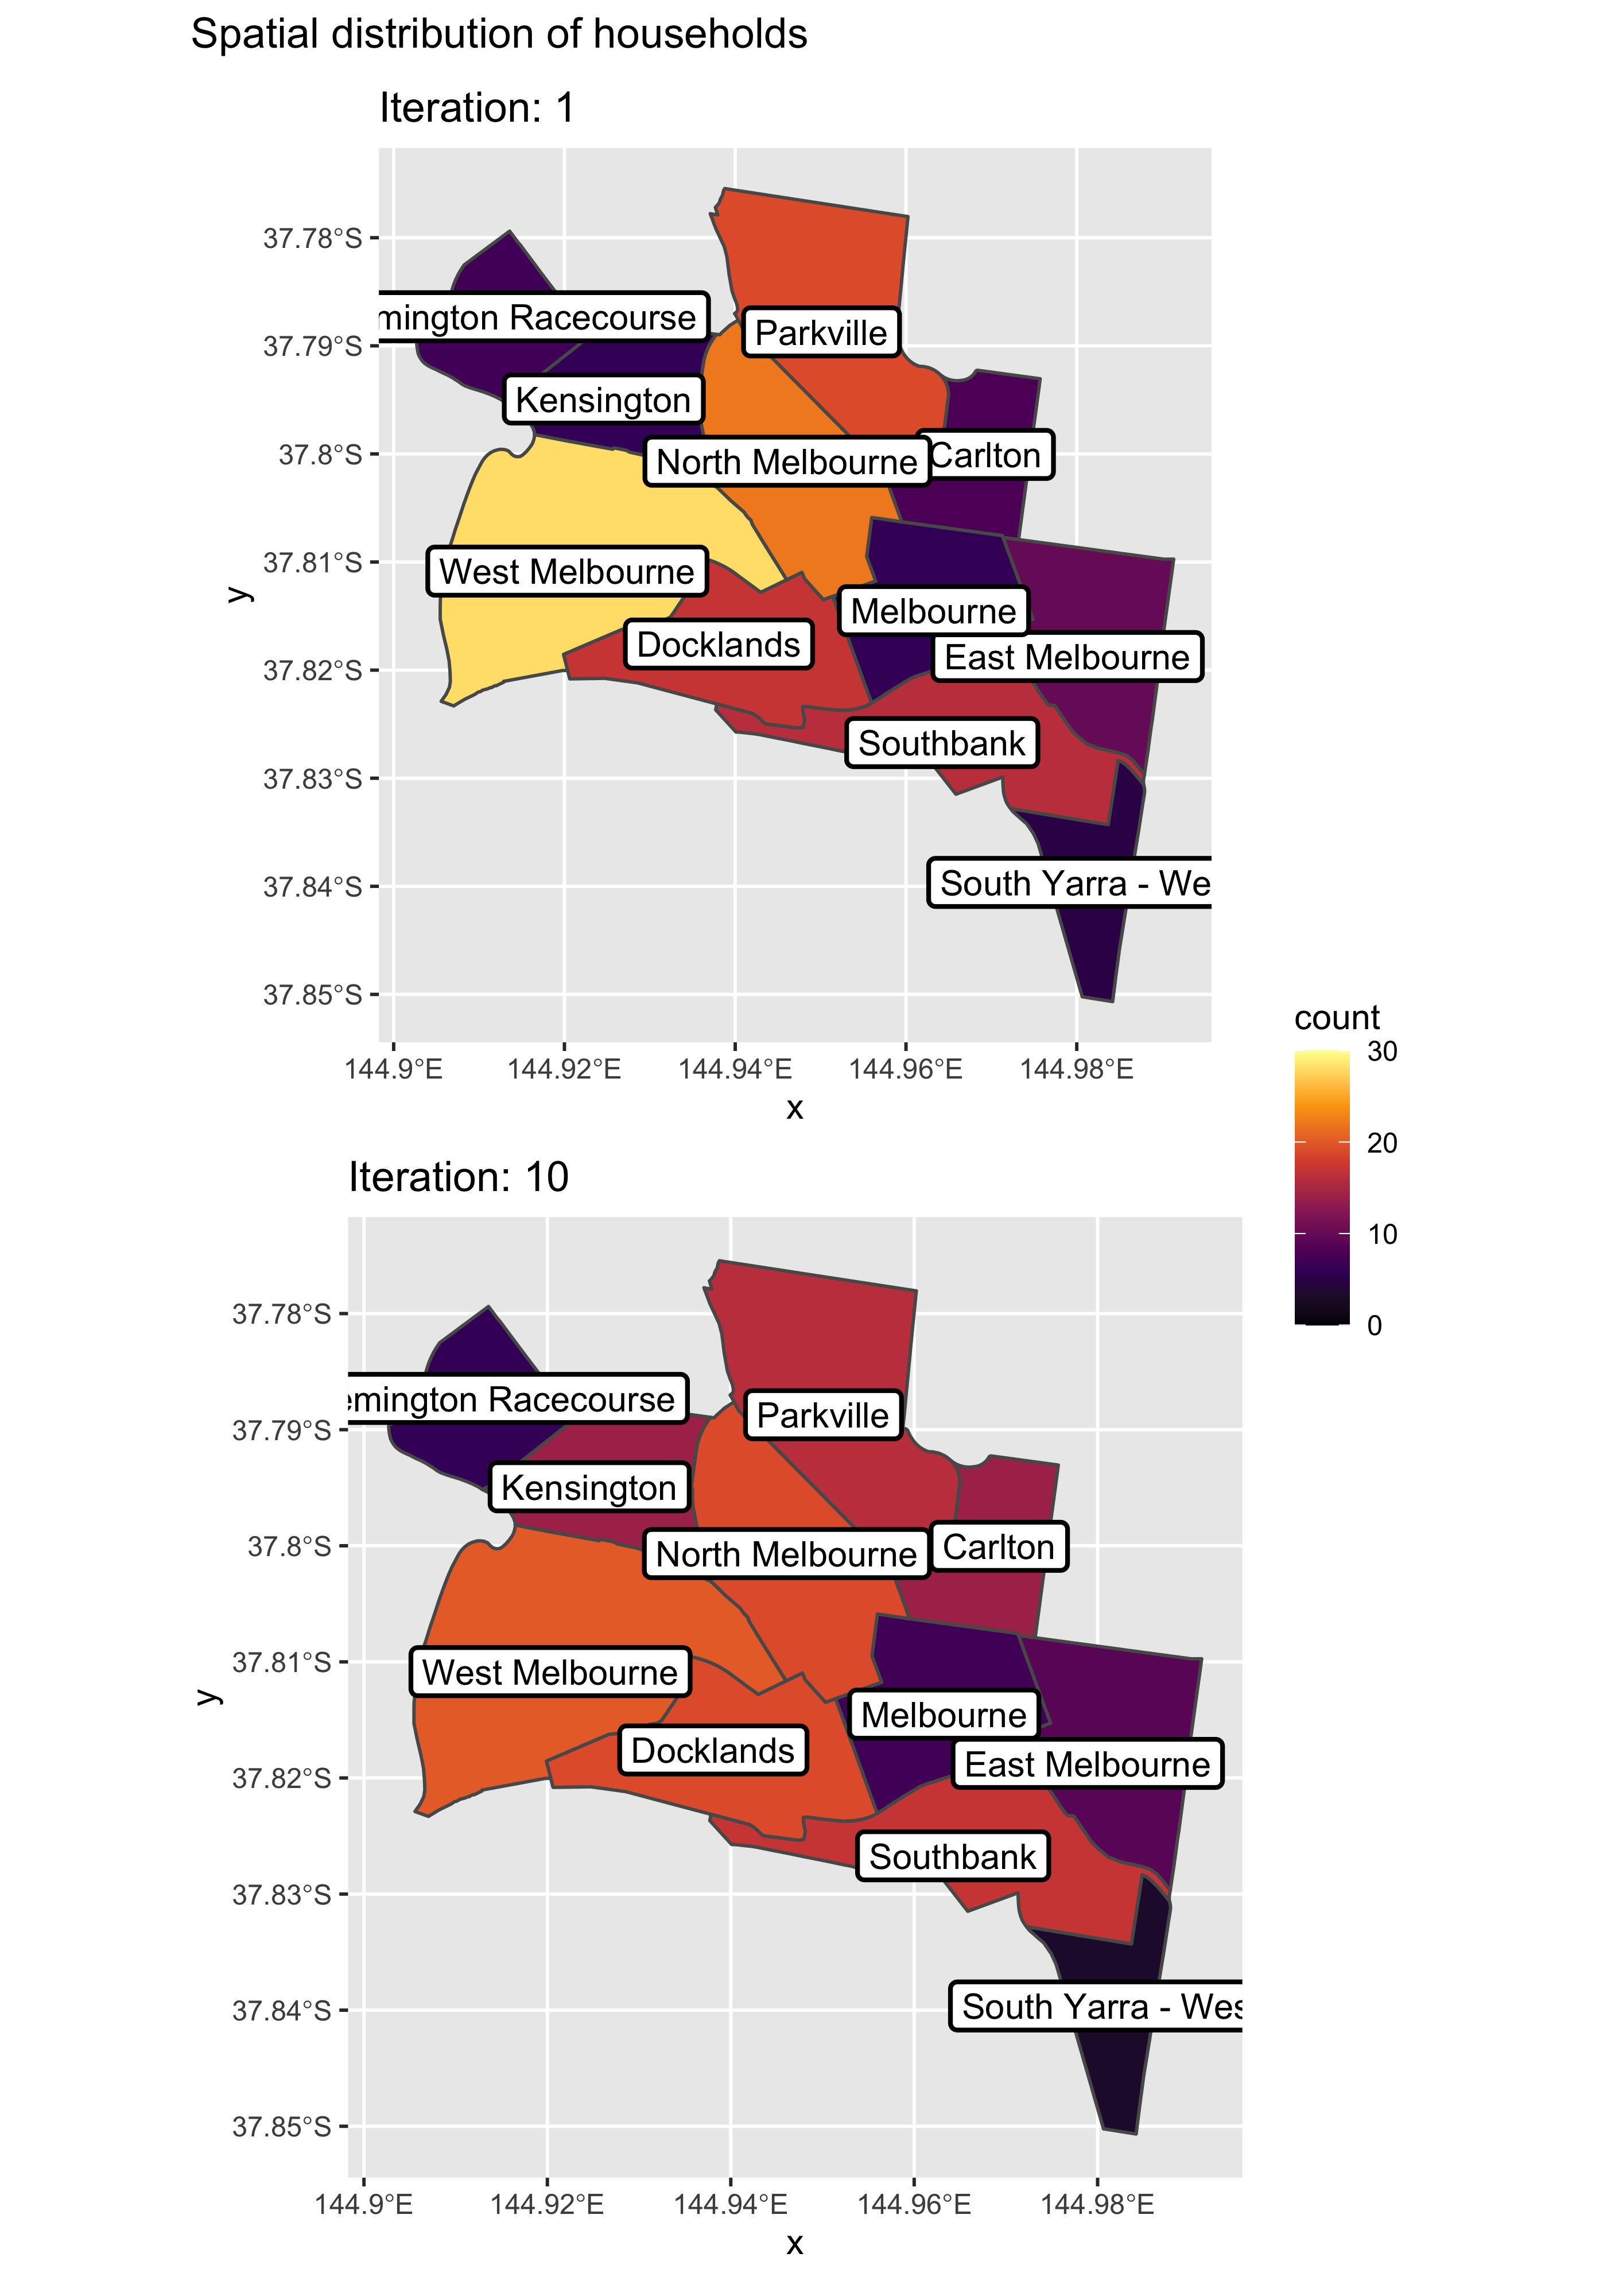 Spatial distribution of households
Iteration: 1
37.78°S
37.79°S
37.8°S
37.81°S
37.82°S
37.83°S
37.84°S
37.85°S
y
mington Racecourse
Parkville
Kensington
Carlton
North Melbourne
West Melbourne
Melbourne
Docklands
East Melbourne
Southbank
South Yarra - We
144.9°E 144.92°E 144.94°E 144.96°E 144.98°E
x
count
30
20
10
0
Iteration: 10
37.78°S
37.79°S
37.8°S
37.81°S
37.82°S
37.83°S
37.84°S
37.85°S
y
emington Racecourse
Parkville
Kensington
Carlton
North Melbourne
West Melbourne
Melbourne
Docklands
East Melbourne
Southbank
South Yarra - Wes
144.9°E 144.92°E 144.94°E 144.96°E 144.98°E
x